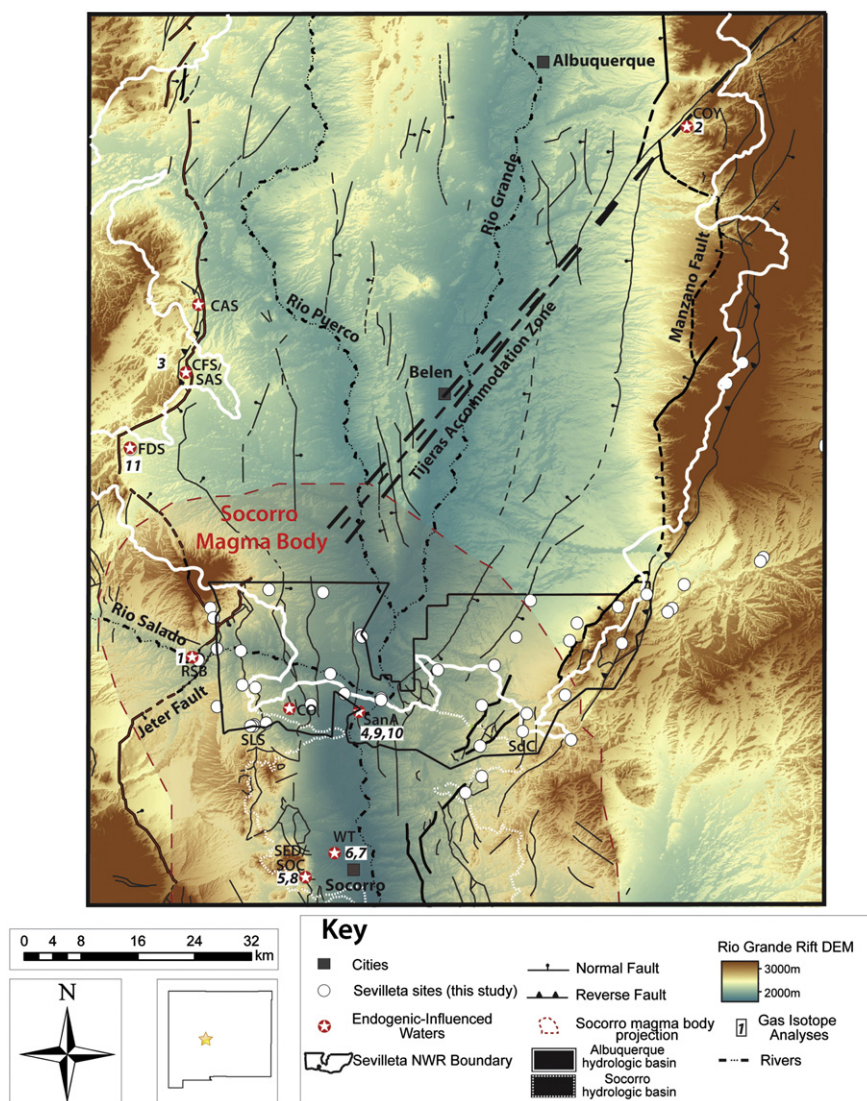 Albuquerque
COY
2
Rio Grande
Manzano Fault
CAS
Rio Puerco
3
CFS/
SAS
Belen
Tijeras Accommodation Zone
FDS
11
Socorro
Magma Body
Rio Salado
1
RSB
Jeter Fault
SanA
4,9,10
SLS
SdC
WT
6,7
SED/
SOC
5,8
Socorro
0 4 8 16 24 32
km
N
Key
Cities
Sevilleta sites (this study)
Endogenic-Influenced
Waters
Sevilleta NWR Boundary
Normal Fault
Reverse Fault
Socorro magma body
projection
Albuquerque
hydrologic basin
Socorro
hydrologic basin
Rio Grande Rift DEM
3000m
2000m
1 Gas Isotope
Analyses
Rivers